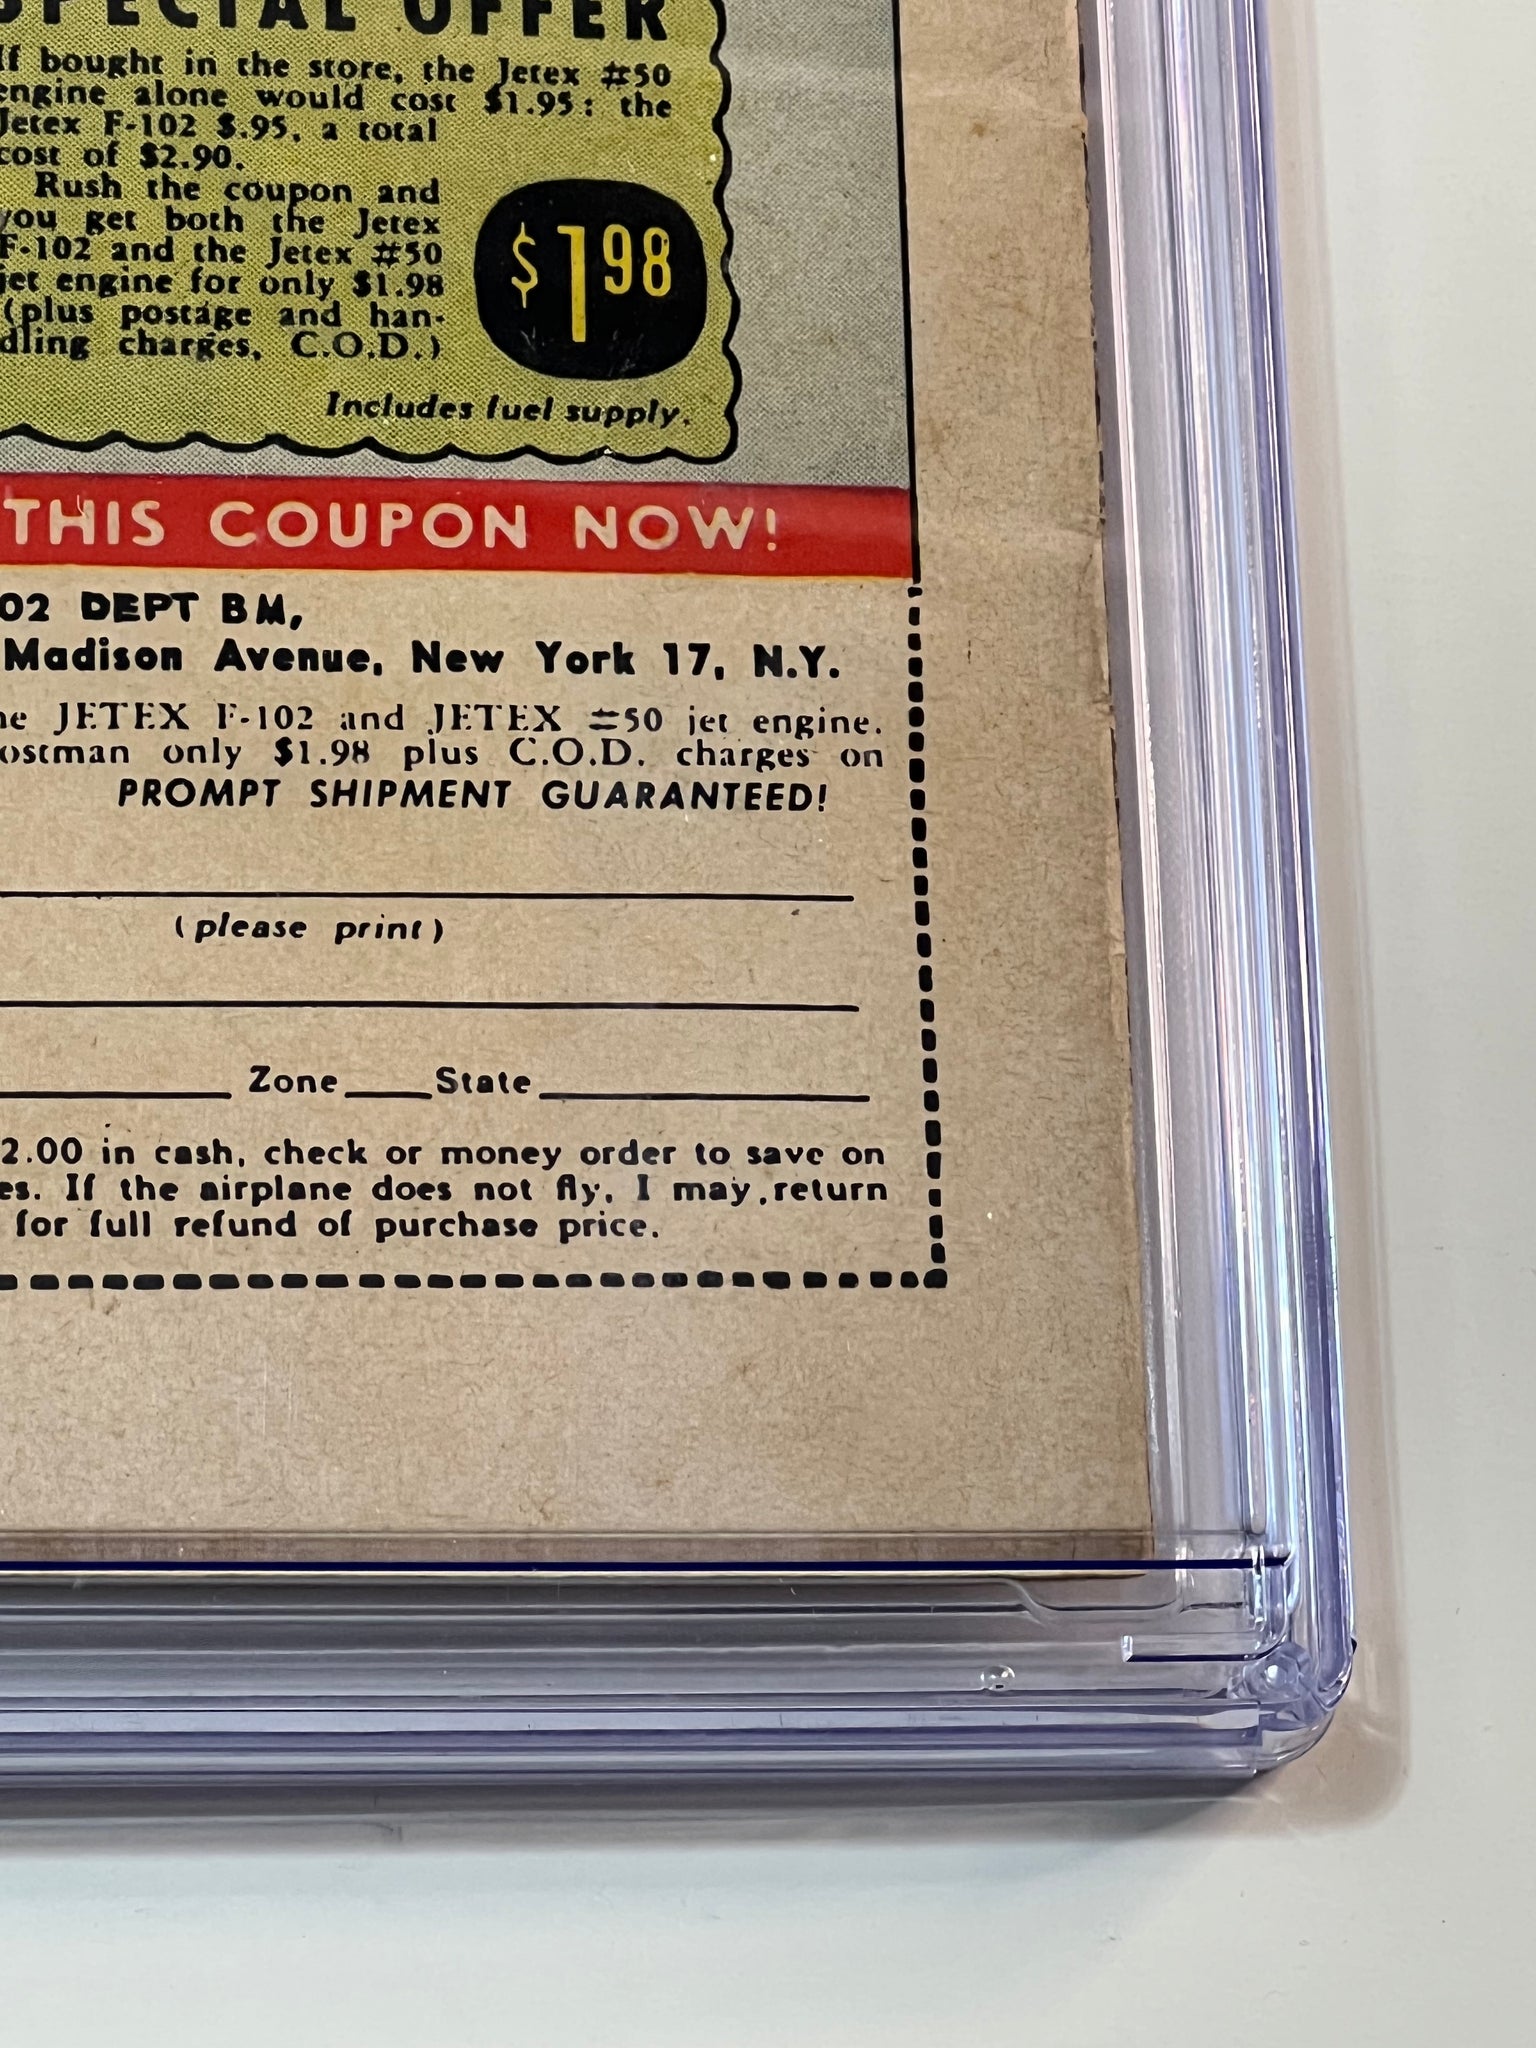 SPECIAL OFFER
If bought in the store, the Jetex #50
engine alone would cost $1.95; the
Jetex F-102 $.95, a total
cost of $2.90.
Rush the coupon and
you get both the Jetex
F-102 and the Jetex #50
jet engine for only $1.98
(plus postage and han-
dling charges, C.O.D.)
$198
Includes fuel supply.
THIS COUPON NOW!
02 DEPT BM,
Madison Avenue, New York 17, N.Y.
he JETEX F-102 and JETEX #50 jet engine.
ostman only $1.98 plus C.O.D. charges on
PROMPT SHIPMENT GUARANTEED!
(please print)
Zone State
2.00 in cash, check or money order to save on
es. If the airplane does not fly, I may return
for full refund of purchase price.